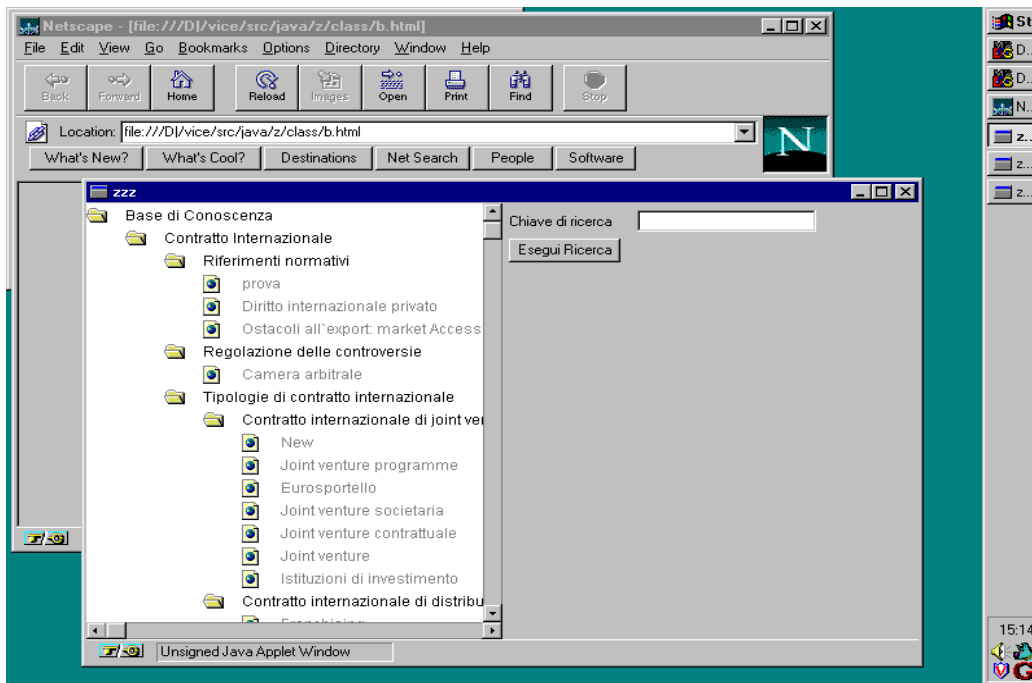 Netscape - [file:///D|/vice/src/java/z/class/b.html]
File Edit View Go Bookmarks Options Directory Window Help
Back Forward Home Reload Images Open Print Find Stop
Location: file:///D|/vice/src/java/z/class/b.html
N
What's New? What's Cool? Destinations Net Search People Software
zzz
Base di Conoscenza
Contratto Internazionale
Riferimenti normativi
prova
Diritto internazionale privato
Ostacoli all`export: market Access
Regolazione delle controversie
Camera arbitrale
Tipologie di contratto internazionale
Contratto internazionale di joint ver
New
Joint venture programme
Eurosportello
Joint venture societaria
Joint venture contrattuale
Joint venture
Istituzioni di investimento
Contratto internazionale di distribu
Chiave di ricerca
Esegui Ricerca
Unsigned Java Applet Window
St
D...
D...
N...
z...
z...
z...
15:14